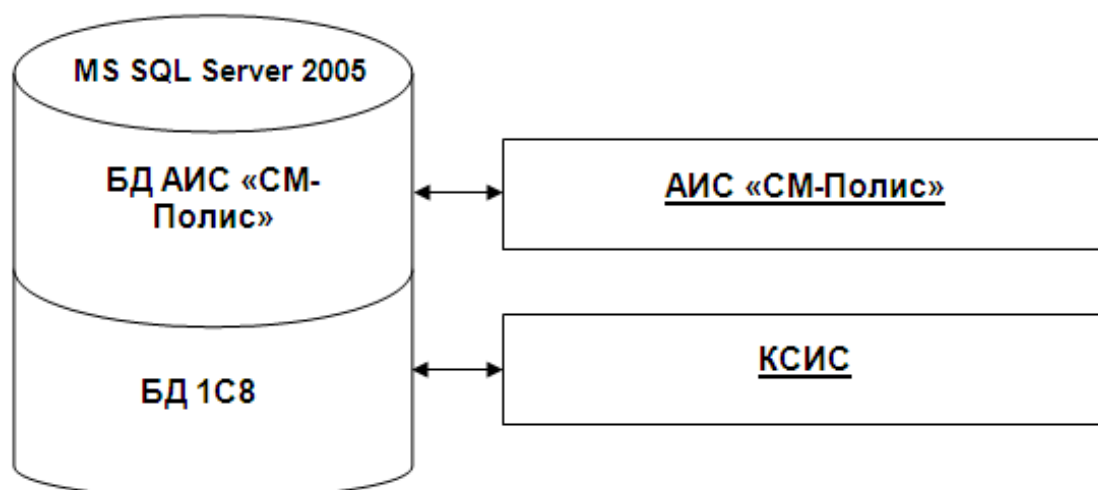 MS SQL Server 2005
БД АИС «СМ-
Полис»
АИС «СМ-Полис»
БД 1С8
КСИС